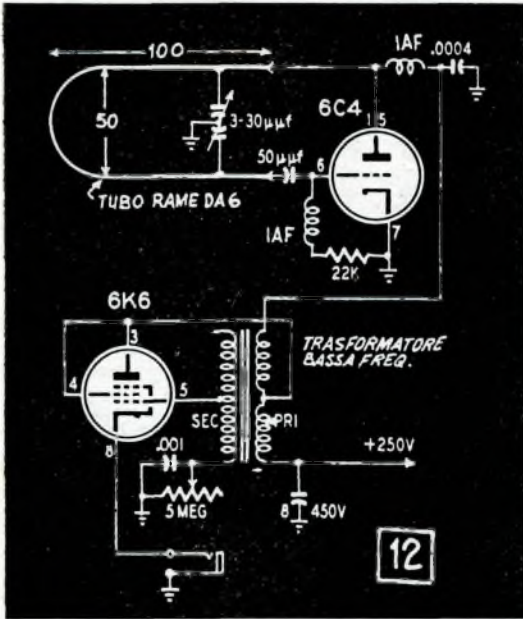 100
IAF .0004
6C4
50
3-30µµf
1 5
50µµf
6
TUBO RAME DA 6
IAF
7
22K
6K6
3
TRASFORMATORE
BASSA FREQ.
4
5
SEC
PRI
8
.001
+250V
5 MEG
8 450V
12